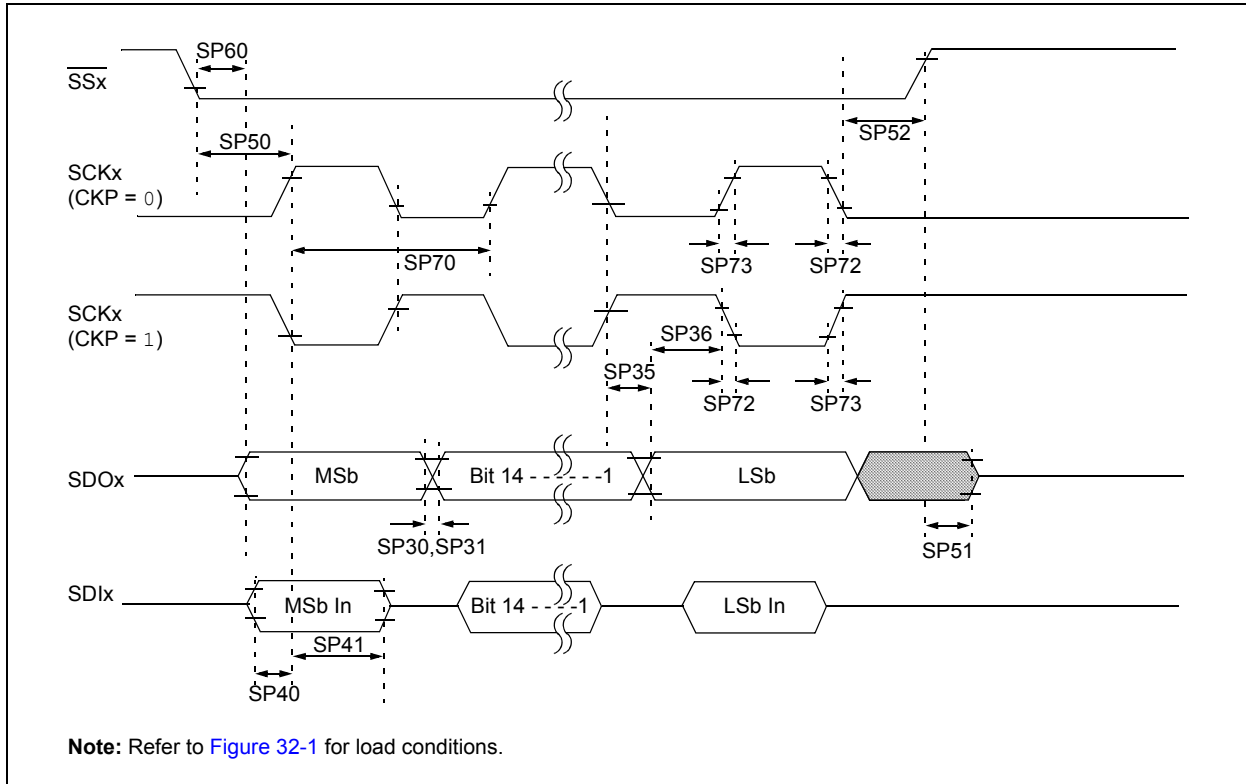 SP60
SSx
SP50
SP52
SCKx
(CKP = 0)
SP70
SP73
SP72
SCKx
(CKP = 1)
SP36
SP35
SP72
SP73
SDOx
MSb
Bit 14 - - - - - -1
LSb
SP30,SP31
SP51
SDIx
MSb In
Bit 14 - - - -1
LSb In
SP41
SP40
Note: Refer to Figure 32-1 for load conditions.